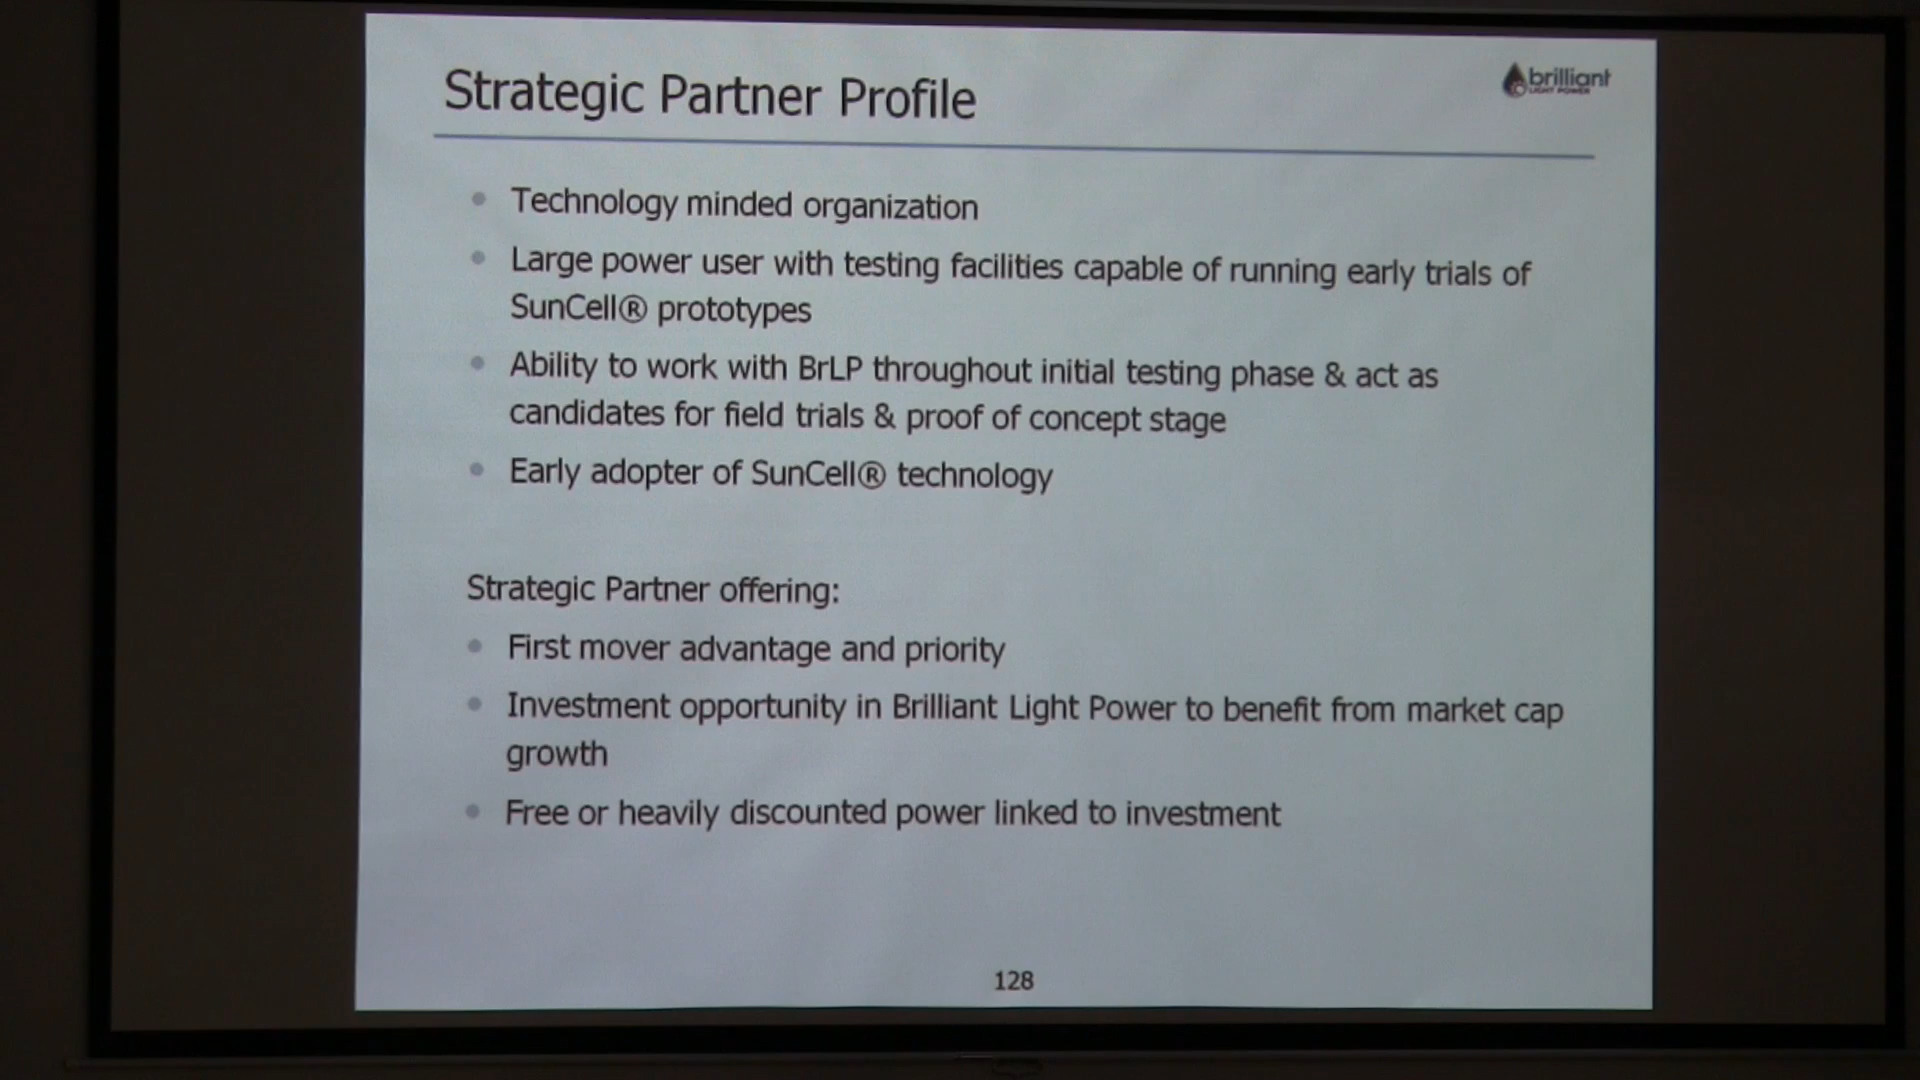 Strategic Partner Profile
brilliant
LIGHT POWER
Technology minded organization
Large power user with testing facilities capable of running early trials of
SunCell® prototypes
Ability to work with BrLP throughout initial testing phase & act as
candidates for field trials & proof of concept stage
Early adopter of SunCell® technology
Strategic Partner offering:
First mover advantage and priority
Investment opportunity in Brilliant Light Power to benefit from market cap
growth
Free or heavily discounted power linked to investment
128